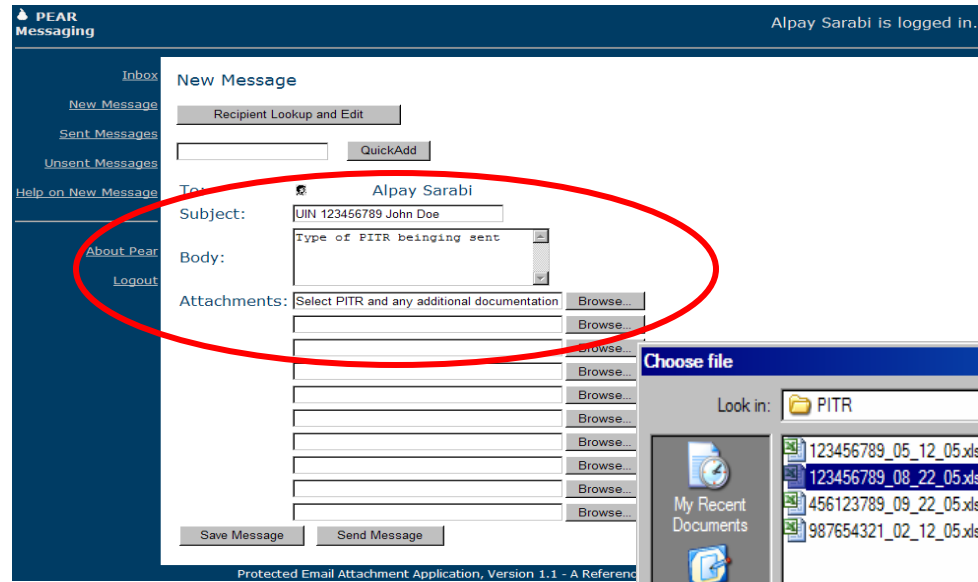 PEAR
Messaging
Alpay Sarabi is logged in.
Inbox
New Message
Sent Messages
Unsent Messages
Help on New Message
About Pear
Logout
New Message
Recipient Lookup and Edit
QuickAdd
To: Alpay Sarabi
Subject: UIN 123456789 John Doe
Body: Type of PITR beinging sent
Attachments: Select PITR and any additional documentation Browse...
Browse...
Browse...
Browse...
Browse...
Browse...
Browse...
Browse...
Browse...
Browse...
Save Message Send Message
Choose file
Look in: PITR
My Recent
Documents
123456789_05_12_05.xls
123456789_08_22_05.xls
456123789_09_22_05.xls
987654321_02_12_05.xls
Protected Email Attachment Application, Version 1.1 - A Referenc